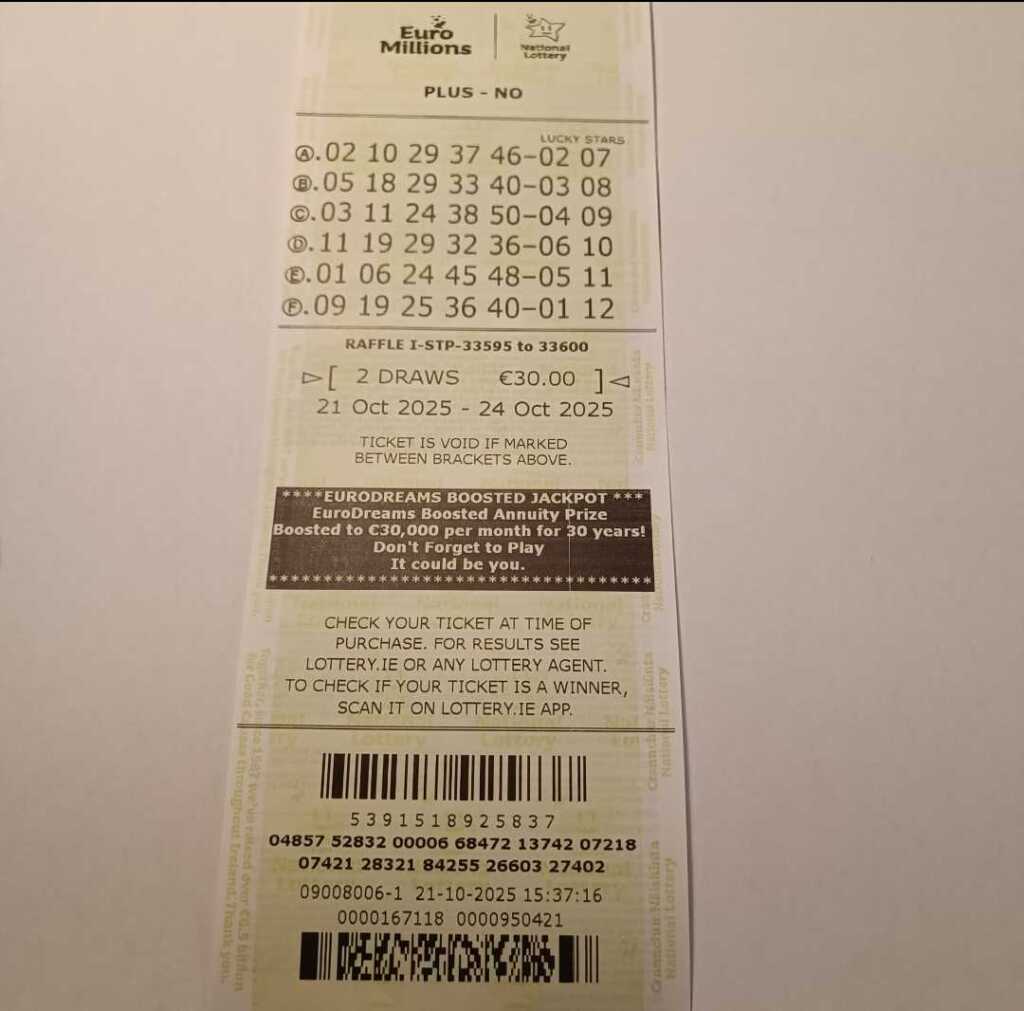 Euro Millions
National Lottery
PLUS - NO
LUCKY STARS
Ⓐ.02 10 29 37 46-02 07
Ⓑ.05 18 29 33 40-03 08
Ⓒ.03 11 24 38 50-04 09
Ⓓ.11 19 29 32 36-06 10
Ⓔ.01 06 24 45 48-05 11
Ⓕ.09 19 25 36 40-01 12
RAFFLE I-STP-33595 to 33600
▻[ 2 DRAWS €30.00 ]◅
21 Oct 2025 - 24 Oct 2025
TICKET IS VOID IF MARKED
BETWEEN BRACKETS ABOVE.
****EURODREAMS BOOSTED JACKPOT ***
EuroDreams Boosted Annuity Prize
Boosted to €30,000 per month for 30 years!
Don't Forget to Play
It could be you.
***********************************
CHECK YOUR TICKET AT TIME OF
PURCHASE. FOR RESULTS SEE
LOTTERY.IE OR ANY LOTTERY AGENT.
TO CHECK IF YOUR TICKET IS A WINNER,
SCAN IT ON LOTTERY.IE APP.
5391518925837
04857 52832 00006 68472 13742 07218
07421 28321 84255 26603 27402
09008006-1 21-10-2025 15:37:16
0000167118 0000950421
Crannchur Náisiúnta
National Lottery